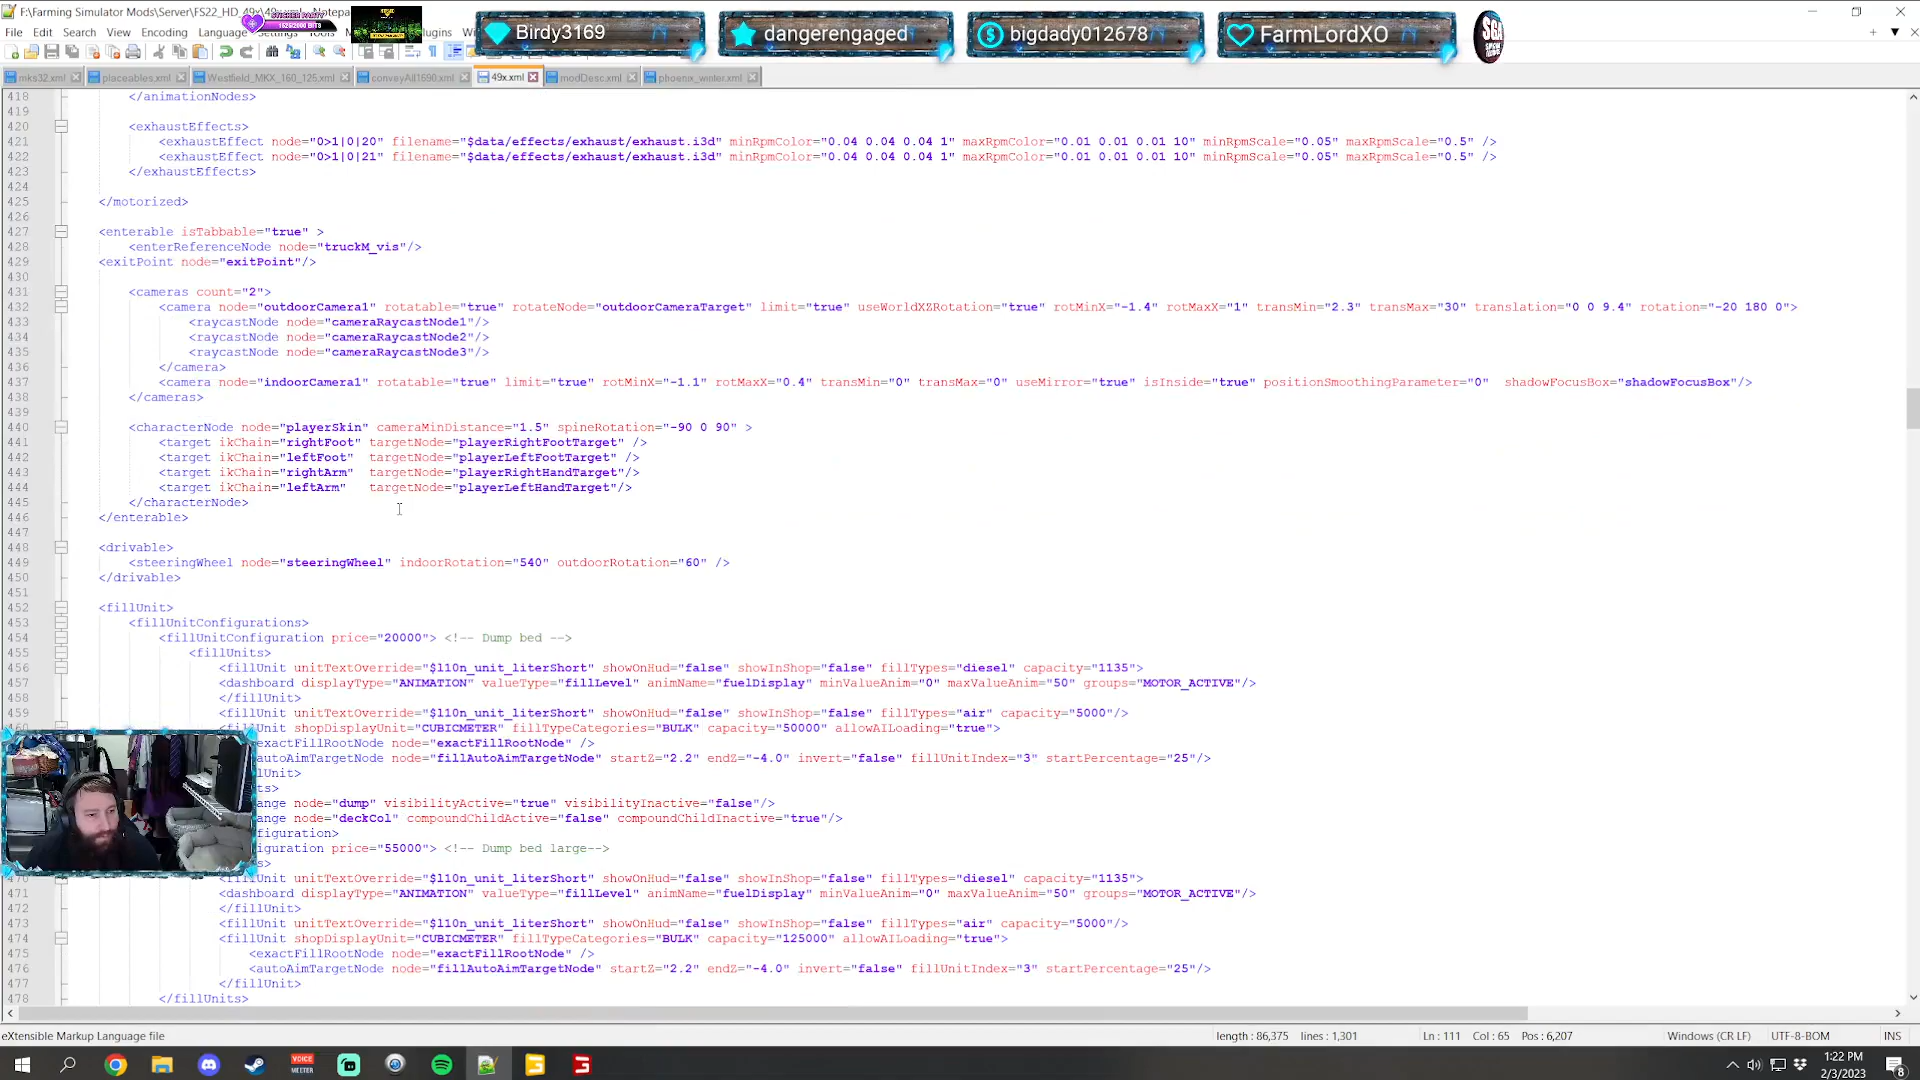 F:\Farming Simulator Mods\Server\FS22_HD_49x\49x.xml
STICKER PARTY
Birdy3169
dangerengaged
bigdady012678
FarmLordXO
File Edit Search View Encoding Language Settings Tools
mks32.xml placeables.xml Westfield_MKX_160_125.xml conveyAll1690.xml 49x.xml modDesc.xml phoenix_winter.xml
418 </animationNodes>
419
420 <exhaustEffects>
421 <exhaustEffect node="0>1|0|20" filename="$data/effects/exhaust/exhaust.i3d" minRpmColor="0.04 0.04 0.04 1" maxRpmColor="0.01 0.01 0.01 10" minRpmScale="0.05" maxRpmScale="0.5" />
422 <exhaustEffect node="0>1|0|21" filename="$data/effects/exhaust/exhaust.i3d" minRpmColor="0.04 0.04 0.04 1" maxRpmColor="0.01 0.01 0.01 10" minRpmScale="0.05" maxRpmScale="0.5" />
423 </exhaustEffects>
424
425 </motorized>
426
427 <enterable isTabbable="true" >
428 <enterReferenceNode node="truckM_vis"/>
429 <exitPoint node="exitPoint"/>
430
431 <cameras count="2">
432 <camera node="outdoorCamera1" rotatable="true" rotateNode="outdoorCameraTarget" limit="true" useWorldXZRotation="true" rotMinX="-1.4" rotMaxX="1" transMin="2.3" transMax="30" translation="0 0 9.4" rotation="-20 180 0">
433 <raycastNode node="cameraRaycastNode1"/>
434 <raycastNode node="cameraRaycastNode2"/>
435 <raycastNode node="cameraRaycastNode3"/>
436 </camera>
437 <camera node="indoorCamera1" rotatable="true" limit="true" rotMinX="-1.1" rotMaxX="0.4" transMin="0" transMax="0" useMirror="true" isInside="true" positionSmoothingParameter="0" shadowFocusBox="shadowFocusBox"/>
438 </cameras>
439
440 <characterNode node="playerSkin" cameraMinDistance="1.5" spineRotation="-90 0 90" >
441 <target ikChain="rightFoot" targetNode="playerRightFootTarget" />
442 <target ikChain="leftFoot" targetNode="playerLeftFootTarget" />
443 <target ikChain="rightArm" targetNode="playerRightHandTarget"/>
444 <target ikChain="leftArm" targetNode="playerLeftHandTarget"/>
445 </characterNode>
446 </enterable>
447
448 <drivable>
449 <steeringWheel node="steeringWheel" indoorRotation="540" outdoorRotation="60" />
450 </drivable>
451
452 <fillUnit>
453 <fillUnitConfigurations>
454 <fillUnitConfiguration price="20000"> <!-- Dump bed -->
455 <fillUnits>
456 <fillUnit unitTextOverride="$l10n_unit_literShort" showOnHud="false" showInShop="false" fillTypes="diesel" capacity="1135">
457 <dashboard displayType="ANIMATION" valueType="fillLevel" animName="fuelDisplay" minValueAnim="0" maxValueAnim="50" groups="MOTOR_ACTIVE"/>
458 </fillUnit>
459 <fillUnit unitTextOverride="$l10n_unit_literShort" showOnHud="false" showInShop="false" fillTypes="air" capacity="5000"/>
460 fillUnit shopDisplayUnit="CUBICMETER" fillTypeCategories="BULK" capacity="50000" allowAILoading="true">
exactFillRootNode node="exactFillRootNode" />
autoAimTargetNode node="fillAutoAimTargetNode" startZ="2.2" endZ="-4.0" invert="false" fillUnitIndex="3" startPercentage="25"/>
llUnit>
ts>
ange node="dump" visibilityActive="true" visibilityInactive="false"/>
ange node="deckCol" compoundChildActive="false" compoundChildInactive="true"/>
figuration>
iguration price="55000"> <!-- Dump bed large-->
s>
470 fillUnit unitTextOverride="$l10n_unit_literShort" showOnHud="false" showInShop="false" fillTypes="diesel" capacity="1135">
471 <dashboard displayType="ANIMATION" valueType="fillLevel" animName="fuelDisplay" minValueAnim="0" maxValueAnim="50" groups="MOTOR_ACTIVE"/>
472 </fillUnit>
473 <fillUnit unitTextOverride="$l10n_unit_literShort" showOnHud="false" showInShop="false" fillTypes="air" capacity="5000"/>
474 <fillUnit shopDisplayUnit="CUBICMETER" fillTypeCategories="BULK" capacity="125000" allowAILoading="true">
475 <exactFillRootNode node="exactFillRootNode" />
476 <autoAimTargetNode node="fillAutoAimTargetNode" startZ="2.2" endZ="-4.0" invert="false" fillUnitIndex="3" startPercentage="25"/>
477 </fillUnit>
478 </fillUnits>
eXtensible Markup Language file length : 86,375 lines : 1,301 Ln : 111 Col : 65 Pos : 6,207 Windows (CR LF) UTF-8-BOM INS
VOICE MEETER
1:22 PM
2/3/2023
8